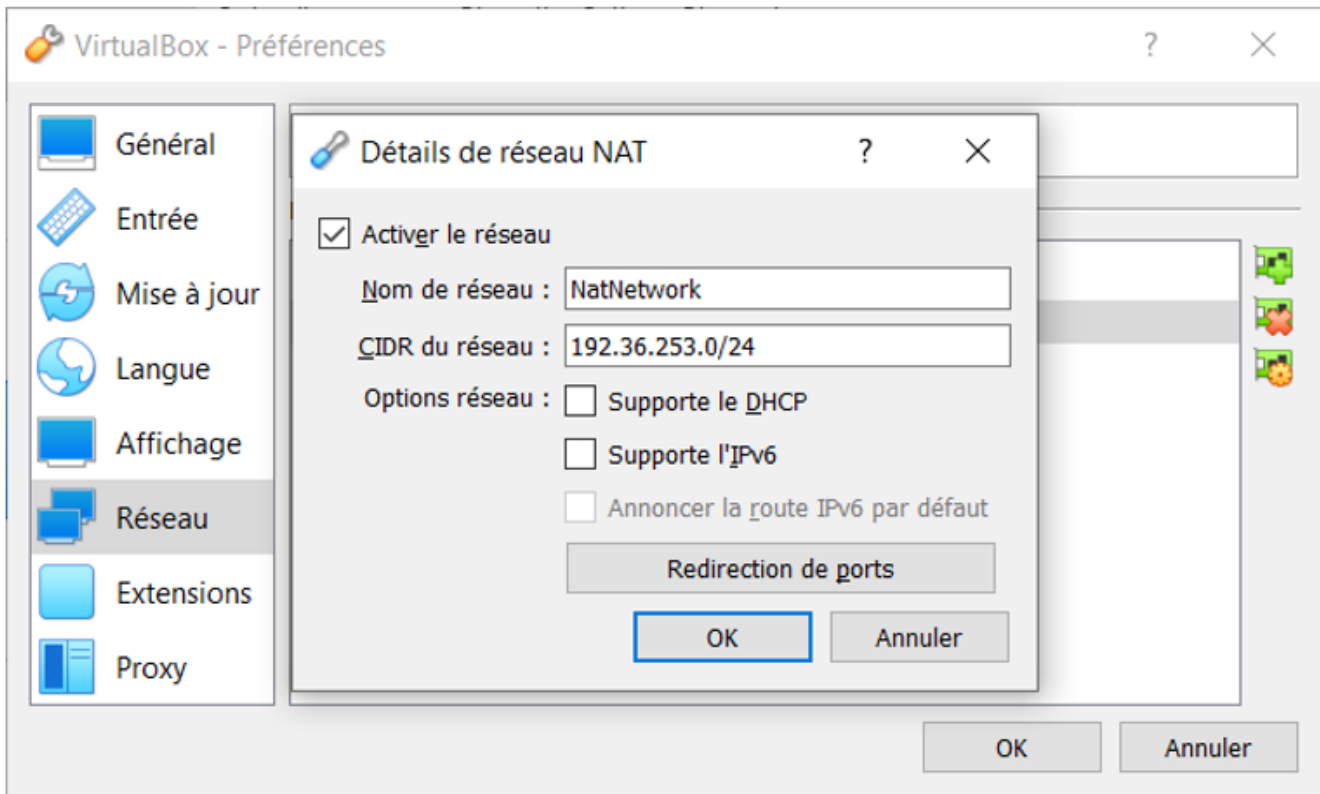 VirtualBox - Préférences
?
Général
Entrée
Mise à jour
Langue
Affichage
Réseau
Extensions
Proxy
Détails de réseau NAT
?
Activer le réseau
Nom de réseau : NatNetwork
CIDR du réseau : 192.36.253.0/24
Options réseau : Supporte le DHCP
Supporte l'IPv6
Annoncer la route IPv6 par défaut
Redirection de ports
OK Annuler
OK Annuler